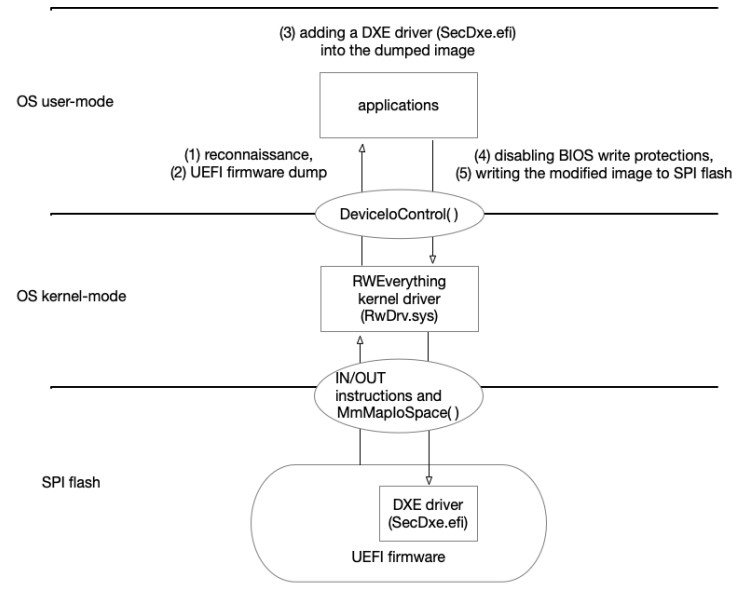 (3) adding a DXE driver (SecDxe.efi)
into the dumped image
OS user-mode
applications
(1) reconnaissance,
(2) UEFI firmware dump
(4) disabling BIOS write protections,
(5) writing the modified image to SPI flash
DeviceIoControl( )
OS kernel-mode
RWEverything
kernel driver
(RwDrv.sys)
IN/OUT
instructions and
MmMapIoSpace( )
SPI flash
DXE driver
(SecDxe.efi)
UEFI firmware